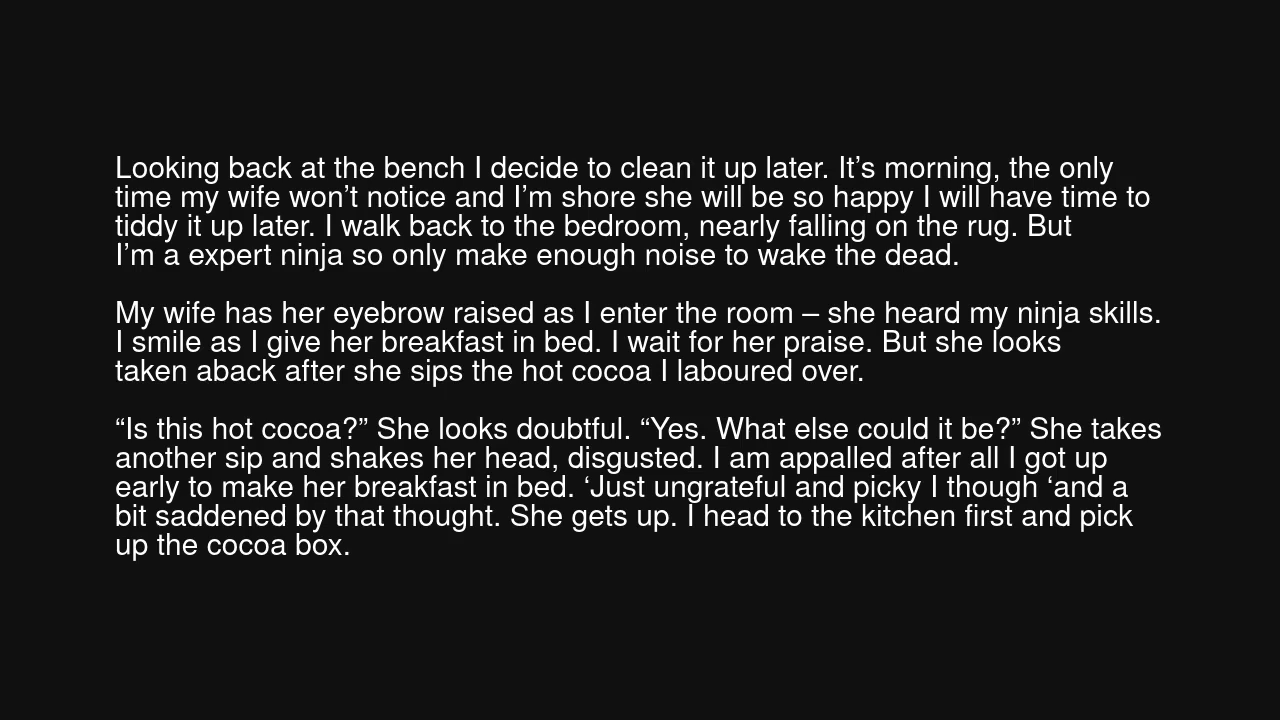 Looking back at the bench I decide to clean it up later. It’s morning, the only
time my wife won’t notice and I’m shore she will be so happy I will have time to
tiddy it up later. I walk back to the bedroom, nearly falling on the rug. But
I’m a expert ninja so only make enough noise to wake the dead.
My wife has her eyebrow raised as I enter the room – she heard my ninja skills.
I smile as I give her breakfast in bed. I wait for her praise. But she looks
taken aback after she sips the hot cocoa I laboured over.
“Is this hot cocoa?” She looks doubtful. “Yes. What else could it be?” She takes
another sip and shakes her head, disgusted. I am appalled after all I got up
early to make her breakfast in bed. ‘Just ungrateful and picky I though ‘and a
bit saddened by that thought. She gets up. I head to the kitchen first and pick
up the cocoa box.